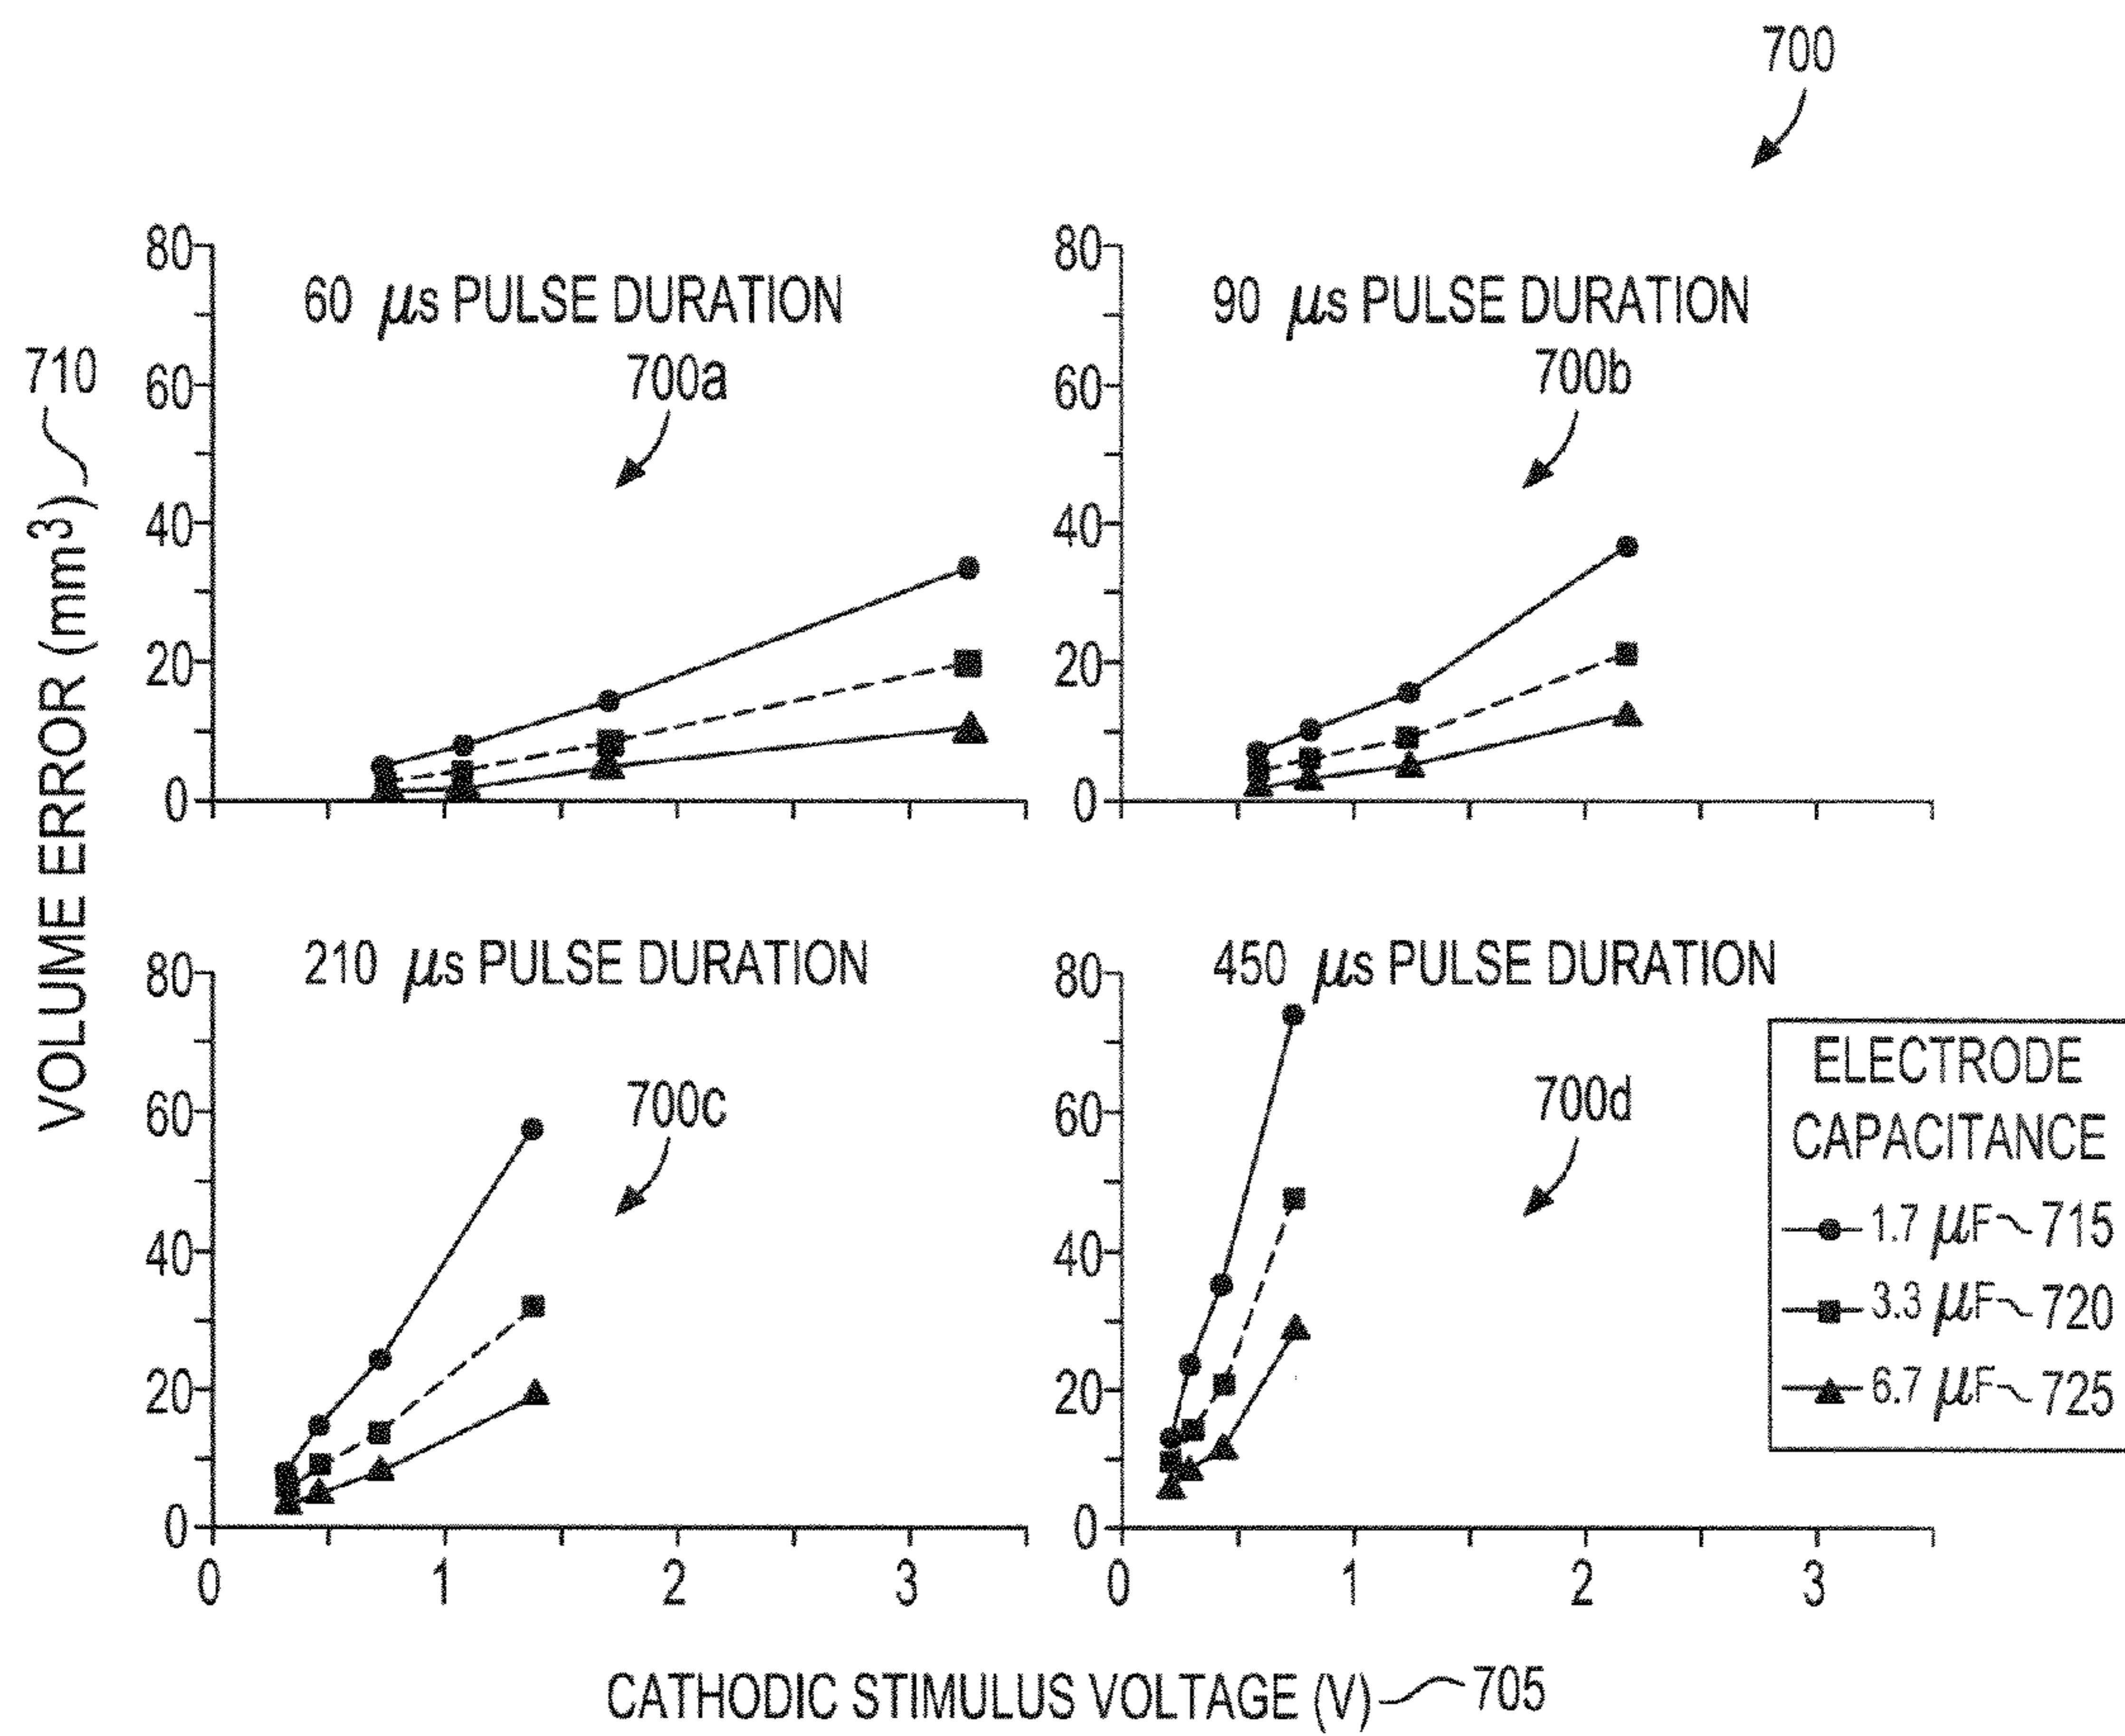 700
80
60 μs PULSE DURATION
700a
60
40
20
0
80
90 μs PULSE DURATION
700b
60
40
20
0
710
VOLUME ERROR (mm³)
80
210 μs PULSE DURATION
700c
60
40
20
0
0 1 2 3
80
450 μs PULSE DURATION
700d
60
40
20
0
0 1 2 3
ELECTRODE
CAPACITANCE
1.7 μF 715
3.3 μF 720
6.7 μF 725
CATHODIC STIMULUS VOLTAGE (V) 705